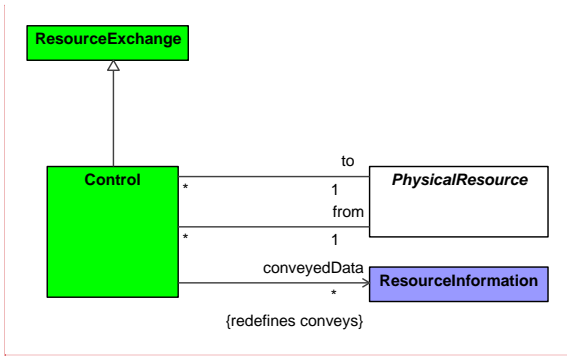 ResourceExchange
to
Control
PhysicalResource
*
1
from
*
1
conveyedData
ResourceInformation
*
{redefines conveys}